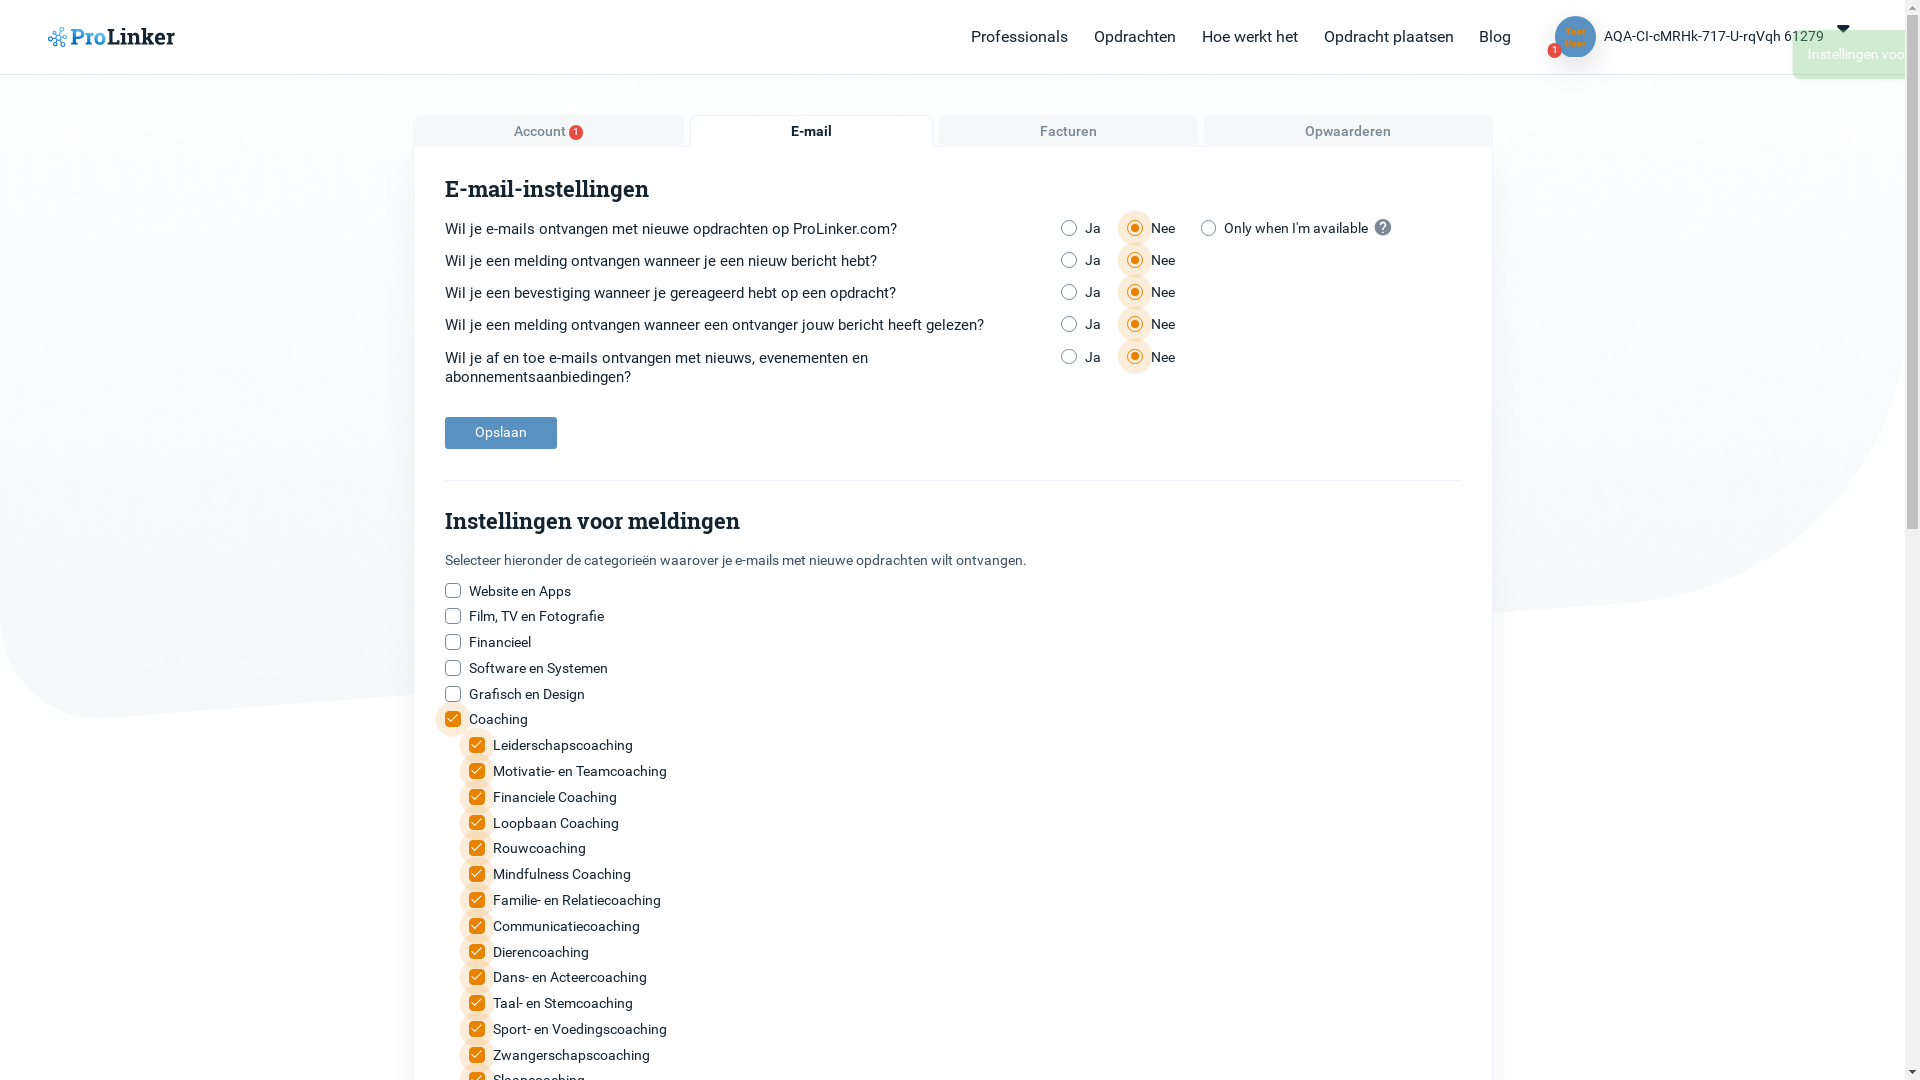 ProLinker
Professionals Opdrachten Hoe werkt het Opdracht plaatsen Blog 1 AQA-CI-cMRHk-717-U-rqVqh 61279
Instellingen voo
Account 1 E-mail Facturen Opwaarderen
E-mail-instellingen
Wil je e-mails ontvangen met nieuwe opdrachten op ProLinker.com? Ja Nee Only when I'm available ?
Wil je een melding ontvangen wanneer je een nieuw bericht hebt? Ja Nee
Wil je een bevestiging wanneer je gereageerd hebt op een opdracht? Ja Nee
Wil je een melding ontvangen wanneer een ontvanger jouw bericht heeft gelezen? Ja Nee
Wil je af en toe e-mails ontvangen met nieuws, evenementen en Ja Nee
abonnementsaanbiedingen?
Opslaan
Instellingen voor meldingen
Selecteer hieronder de categorieën waarover je e-mails met nieuwe opdrachten wilt ontvangen.
Website en Apps
Film, TV en Fotografie
Financieel
Software en Systemen
Grafisch en Design
Coaching
Leiderschapscoaching
Motivatie- en Teamcoaching
Financiele Coaching
Loopbaan Coaching
Rouwcoaching
Mindfulness Coaching
Familie- en Relatiecoaching
Communicatiecoaching
Dierencoaching
Dans- en Acteercoaching
Taal- en Stemcoaching
Sport- en Voedingscoaching
Zwangerschapscoaching
Slaapcoaching